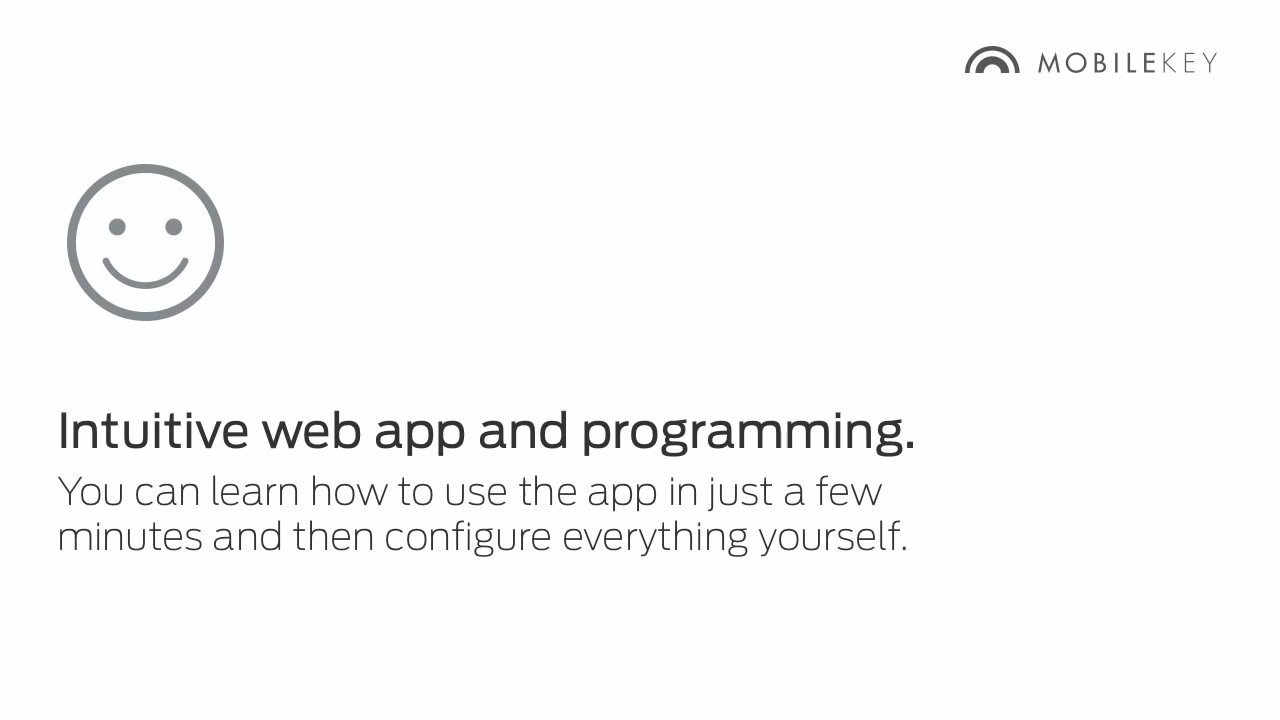 MOBILEKEY
Intuitive web app and programming.
You can learn how to use the app in just a few
minutes and then configure everything yourself.